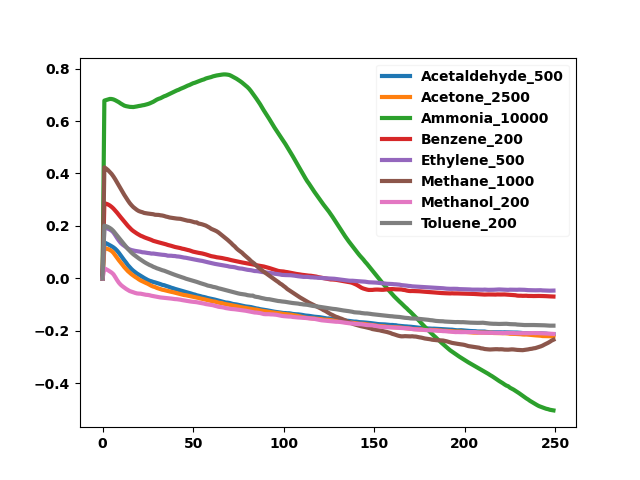 0.8
0.6
0.4
0.2
0.0
−0.2
−0.4
0 50 100 150 200 250
Acetaldehyde_500
Acetone_2500
Ammonia_10000
Benzene_200
Ethylene_500
Methane_1000
Methanol_200
Toluene_200